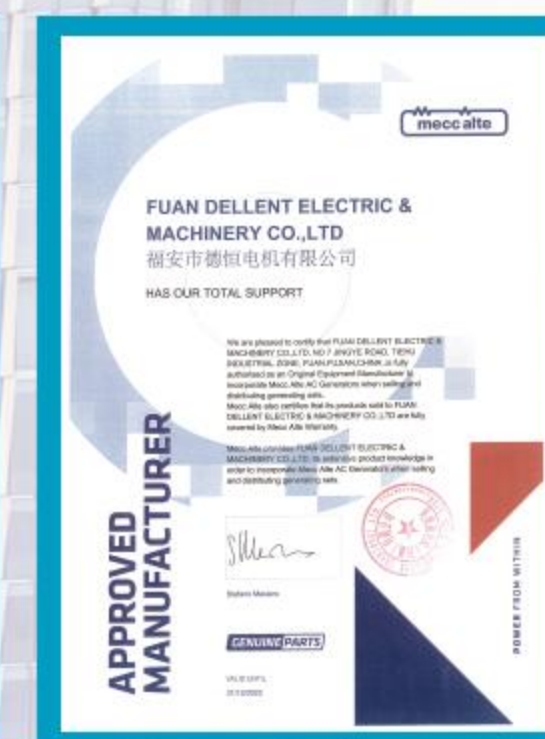 mecc alte
FUAN DELLENT ELECTRIC &
MACHINERY CO.,LTD
福安市德恒电机有限公司
HAS OUR TOTAL SUPPORT
We are pleased to certify that FUAN DELLENT ELECTRIC &
MACHINERY CO.,LTD, NO 7 JINGYE ROAD, TIEHU
INDUSTRIAL ZONE, FUAN,FUJIAN,CHINA ,is fully
authorised as an Original Equipment Manufacturer to
incorporate Mecc Alte AC Generators when selling and
distributing generating sets.
Mecc Alte also certifies that its products sold to FUAN
DELLENT ELECTRIC & MACHINERY CO.,LTD are fully
covered by Mecc Alte Warranty.
Mecc Alte provides FUAN DELLENT ELECTRIC &
MACHINERY CO.,LTD its extensive product knowledge in
order to incorporate Mecc Alte AC Generators when selling
and distributing generating sets.
APPROVED
MANUFACTURER
GENUINE PARTS
VALID UNTIL
POWER FROM WITHIN